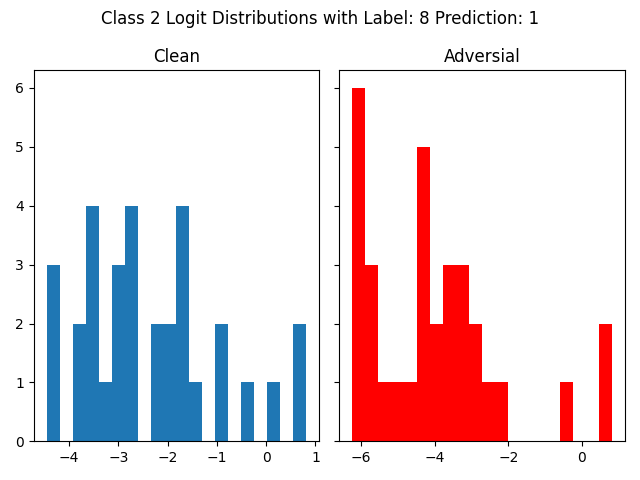 Class 2 Logit Distributions with Label: 8 Prediction: 1
Clean
Adversial
6
5
4
3
2
1
0
−4 −3 −2 −1 0 1
−6 −4 −2 0